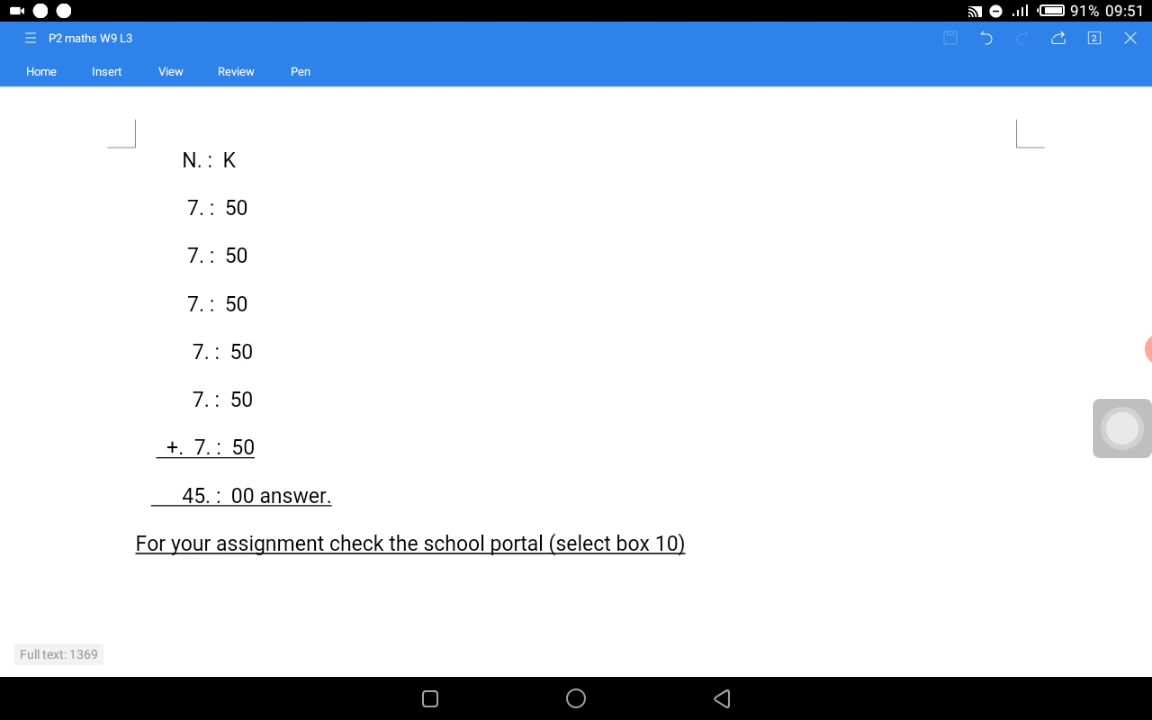 91% 09:51
P2 maths W9 L3
2
Home Insert View Review Pen
N. : K
7. : 50
7. : 50
7. : 50
7. : 50
7. : 50
+. 7. : 50
45. : 00 answer.
For your assignment check the school portal (select box 10)
Full text: 1369